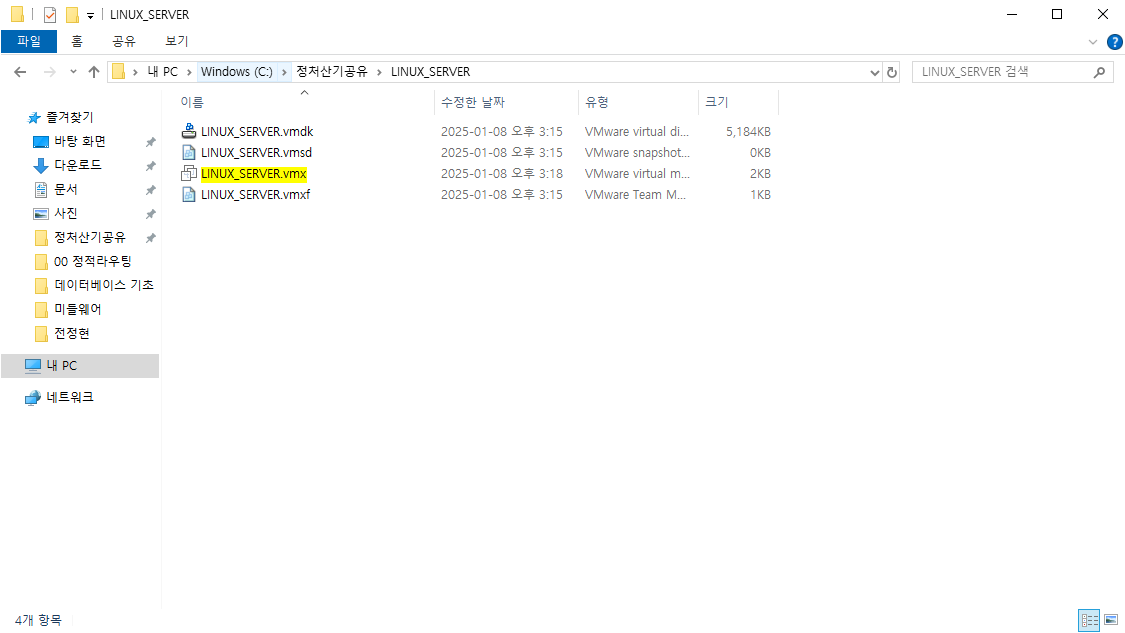 LINUX_SERVER
파일 홈 공유 보기
내 PC > Windows (C:) > 정처산기공유 > LINUX_SERVER
LINUX_SERVER 검색
이름 수정한 날짜 유형 크기
LINUX_SERVER.vmdk 2025-01-08 오후 3:15 VMware virtual di... 5,184KB
LINUX_SERVER.vmsd 2025-01-08 오후 3:15 VMware snapshot... 0KB
LINUX_SERVER.vmx 2025-01-08 오후 3:18 VMware virtual m... 2KB
LINUX_SERVER.vmxf 2025-01-08 오후 3:15 VMware Team M... 1KB
즐겨찾기
바탕 화면
다운로드
문서
사진
정처산기공유
00 정적라우팅
데이터베이스 기초
미들웨어
전정현
내 PC
네트워크
4개 항목